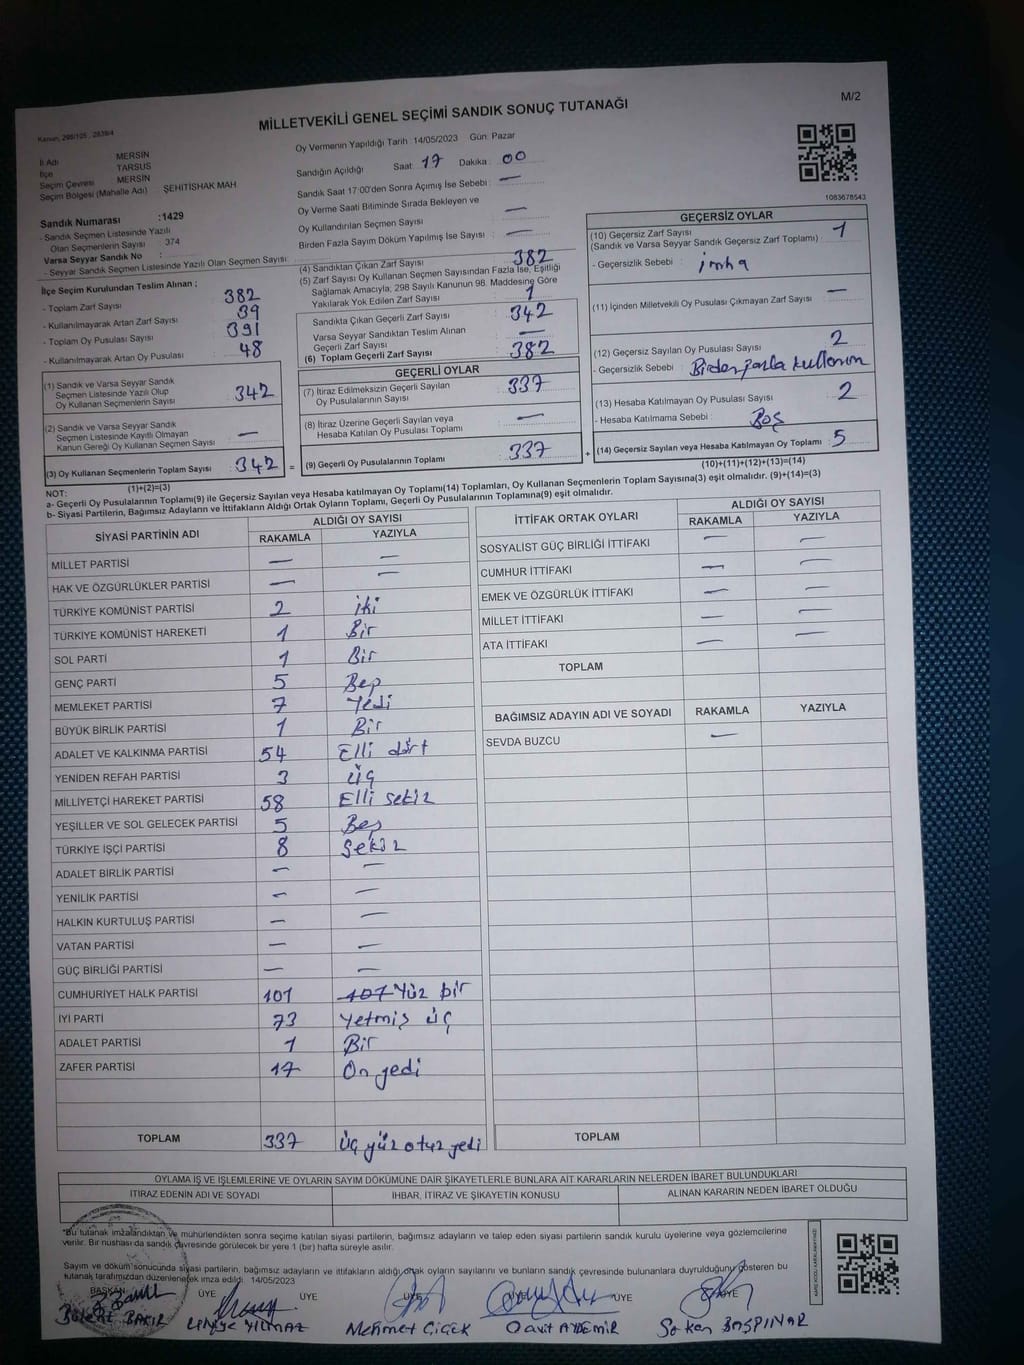 M/2
MİLLETVEKİLİ GENEL SEÇİMİ SANDIK SONUÇ TUTANAĞI
Kanun, 298/105 , 2839/4
İl Adı MERSİN
İlçe TARSUS
Seçim Çevresi MERSİN
Seçim Bölgesi (Mahalle Adı) ŞEHİTİSHAK MAH
Oy Vermenin Yapıldığı Tarih 14/05/2023 Gün: Pazar
Sandığın Açıldığı Saat 17 Dakika 00
Sandık Saat 17:00'den Sonra Açımış İse Sebebi : —
Oy Verme Saati Bitiminde Sırada Bekleyen ve
Oy Kullandırılan Seçmen Sayısı —
Birden Fazla Sayım Döküm Yapılmış İse Sayısı : —
1083678543
Sandık Numarası :1429
- Sandık Seçmen Listesinde Yazılı
Olan Seçmenlerin Sayısı : 374
Varsa Seyyar Sandık No :
- Seyyar Sandık Seçmen Listesinde Yazılı Olan Seçmen Sayısı:
İlçe Seçim Kurulundan Teslim Alınan ;
- Toplam Zarf Sayısı 382
- Kullanılmayarak Artan Zarf Sayısı 39
- Toplam Oy Pusulası Sayısı 391
- Kullanılmayarak Artan Oy Pusulası 48
(1) Sandık ve Varsa Seyyar Sandık
Seçmen Listesinde Yazılı Olup
Oy Kullanan Seçmenlerin Sayısı 342
(2) Sandık ve Varsa Seyyar Sandık
Seçmen Listesinde Kayıtlı Olmayan
Kanun Gereği Oy Kullanan Seçmen Sayısı —
(3) Oy Kullanan Seçmenlerin Toplam Sayısı 342 =
(1)+(2)=(3)
(4) Sandıktan Çıkan Zarf Sayısı 382
(5) Zarf Sayısı Oy Kullanan Seçmen Sayısından Fazla İse, Eşitliği
Sağlamak Amacıyla, 298 Sayılı Kanunun 98. Maddesine Göre
Yakılarak Yok Edilen Zarf Sayısı 1
Sandıkta Çıkan Geçerli Zarf Sayısı : 342
Varsa Seyyar Sandıktan Teslim Alınan
Geçerli Zarf Sayısı —
(6) Toplam Geçerli Zarf Sayısı 382
GEÇERLİ OYLAR
(7) İtiraz Edilmeksizin Geçerli Sayılan
Oy Pusulalarının Sayısı 337
(8) İtiraz Üzerine Geçerli Sayılan veya
Hesaba Katılan Oy Pusulası Toplamı —
(9) Geçerli Oy Pusulalarının Toplamı 337 +
GEÇERSİZ OYLAR
(10) Geçersiz Zarf Sayısı 1
(Sandık ve Varsa Seyyar Sandık Geçersiz Zarf Toplamı)
- Geçersizlik Sebebi : imha
(11) İçinden Milletvekili Oy Pusulası Çıkmayan Zarf Sayısı —
(12) Geçersiz Sayılan Oy Pusulası Sayısı 2
- Geçersizlik Sebebi : Birden fazla kullanım
(13) Hesaba Katılmayan Oy Pusulası Sayısı 2
- Hesaba Katılmama Sebebi : Boş
(14) Geçersiz Sayılan veya Hesaba Katılmayan Oy Toplamı : 5
(10)+(11)+(12)+(13)=(14)
NOT:
a- Geçerli Oy Pusulalarının Toplamı(9) ile Geçersiz Sayılan veya Hesaba katılmayan Oy Toplamı(14) Toplamları, Oy Kullanan Seçmenlerin Toplam Sayısına(3) eşit olmalıdır. (9)+(14)=(3)
b- Siyasi Partilerin, Bağımsız Adayların ve İttifakların Aldığı Ortak Oyların Toplamı, Geçerli Oy Pusulalarının Toplamına(9) eşit olmalıdır.
SİYASİ PARTİNİN ADI ALDIĞI OY SAYISI
RAKAMLA YAZIYLA
MİLLET PARTİSİ — —
HAK VE ÖZGÜRLÜKLER PARTİSİ — —
TÜRKİYE KOMÜNİST PARTİSİ 2 iki
TÜRKİYE KOMÜNİST HAREKETİ 1 Bir
SOL PARTİ 1 Bir
GENÇ PARTİ 5 Beş
MEMLEKET PARTİSİ 7 Yedi
BÜYÜK BİRLİK PARTİSİ 1 Bir
ADALET VE KALKINMA PARTİSİ 54 Elli dört
YENİDEN REFAH PARTİSİ 3 üç
MİLLİYETÇİ HAREKET PARTİSİ 58 Elli sekiz
YEŞİLLER VE SOL GELECEK PARTİSİ 5 Beş
TÜRKİYE İŞÇİ PARTİSİ 8 Sekiz
ADALET BİRLİK PARTİSİ — —
YENİLİK PARTİSİ — —
HALKIN KURTULUŞ PARTİSİ — —
VATAN PARTİSİ — —
GÜÇ BİRLİĞİ PARTİSİ — —
CUMHURİYET HALK PARTİSİ 101 107 Yüz bir
İYİ PARTİ 73 Yetmiş üç
ADALET PARTİSİ 1 Bir
ZAFER PARTİSİ 17 On yedi
TOPLAM 337 Üç yüz otuz yedi
İTTİFAK ORTAK OYLARI ALDIĞI OY SAYISI
RAKAMLA YAZIYLA
SOSYALİST GÜÇ BİRLİĞİ İTTİFAKI — —
CUMHUR İTTİFAKI — —
EMEK VE ÖZGÜRLÜK İTTİFAKI — —
MİLLET İTTİFAKI — —
ATA İTTİFAKI — —
TOPLAM
BAĞIMSIZ ADAYIN ADI VE SOYADI RAKAMLA YAZIYLA
SEVDA BUZCU —
TOPLAM
OYLAMA İŞ VE İŞLEMLERİNE VE OYLARIN SAYIM DÖKÜMÜNE DAİR ŞİKAYETLERLE BUNLARA AİT KARARLARIN NELERDEN İBARET BULUNDUKLARI
İTİRAZ EDENİN ADI VE SOYADI İHBAR, İTİRAZ VE ŞİKAYETİN KONUSU ALINAN KARARIN NEDEN İBARET OLDUĞU
"Bu tutanak imzalandıktan ve mühürlendikten sonra seçime katılan siyasi partilerin, bağımsız adayların ve talep eden siyasi partilerin sandık kurulu üyelerine veya gözlemcilerine
verilir. Bir nushası da sandık çevresinde görülecek bir yere 1 (bir) hafta süreyle asılır.
Sayım ve döküm sonucunda siyasi partilerin, bağımsız adayların ve ittifakların aldığı ortak oyların sayılarını ve bunların sandık çevresinde bulunanlara duyrulduğunu gösteren bu
tutanak tarafımızdan düzenlenerek imza edildi. 14/05/2023
BAŞKAN ÜYE ÜYE ÜYE ÜYE ÜYE
Bülent BAKIR YILMAZ Mehmet ÇİÇEK Davit AYDEMİR Serkan BAŞPINAR